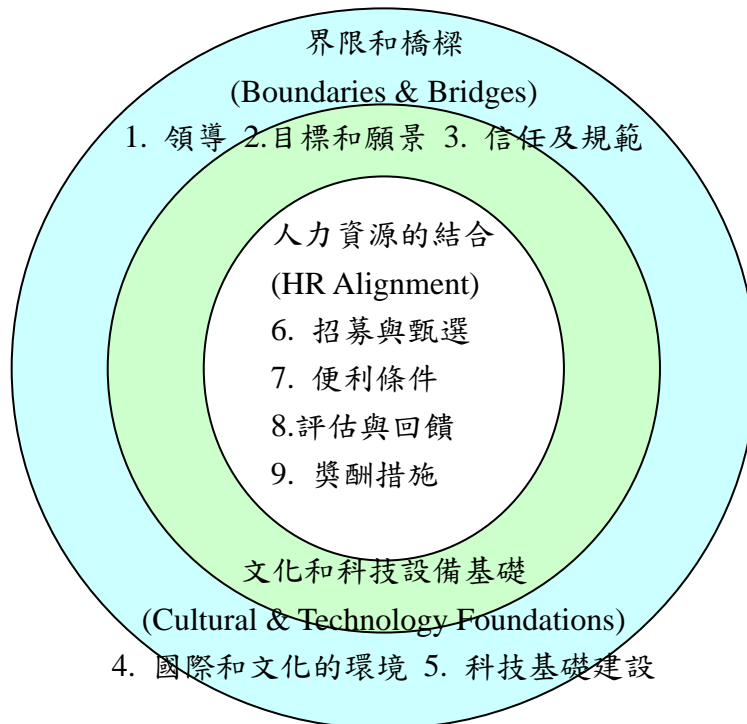 界限和橋樑
(Boundaries & Bridges)
1. 領導 2.目標和願景 3. 信任及規範
人力資源的結合
(HR Alignment)
6. 招募與甄選
7. 便利條件
8.評估與回饋
9. 獎酬措施
文化和科技設備基礎
(Cultural & Technology Foundations)
4. 國際和文化的環境 5. 科技基礎建設